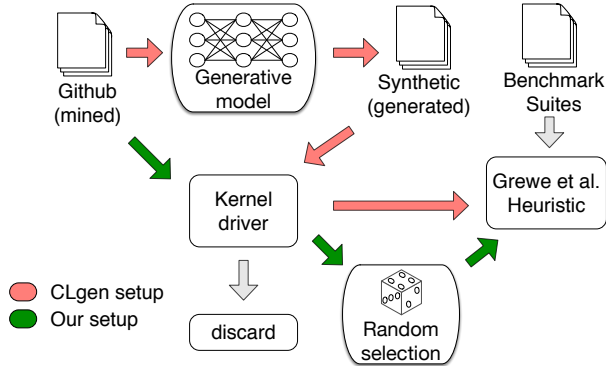 Github
(mined)
Generative
model
Synthetic
(generated)
Benchmark
Suites
Kernel
driver
Grewe et al.
Heuristic
CLgen setup
Our setup
discard
Random
selection